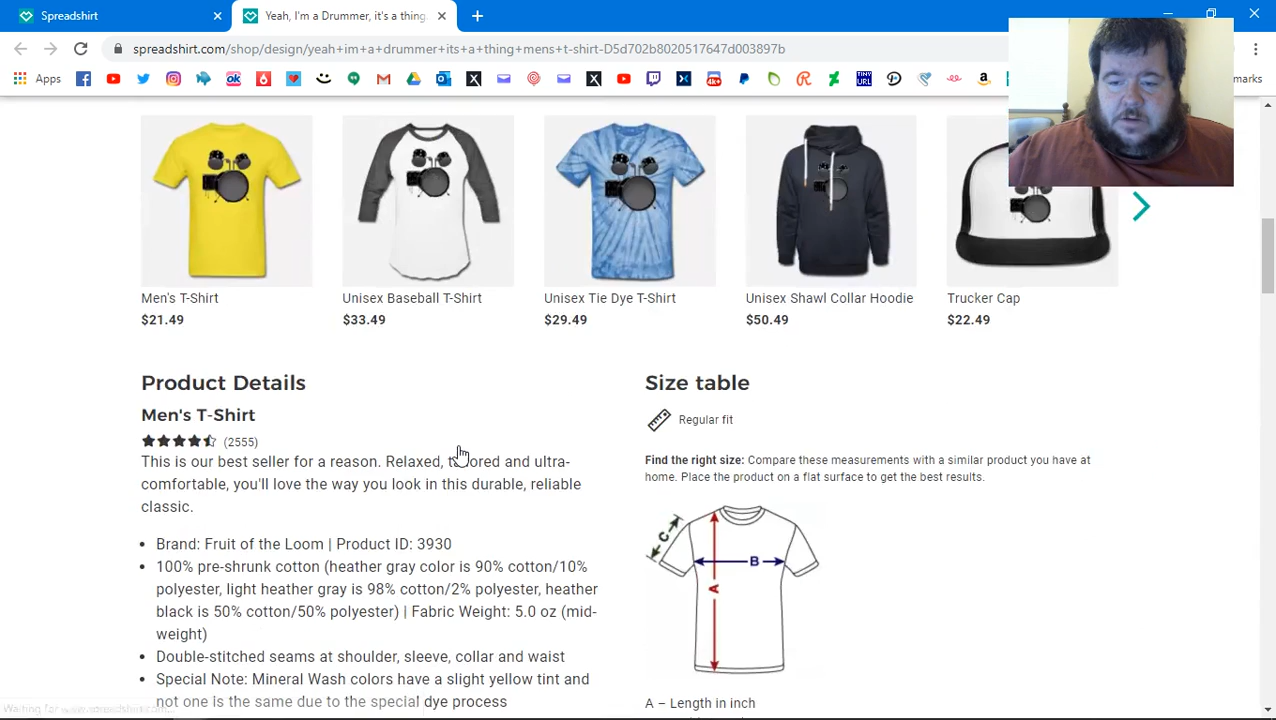 Spreadshirt
Yeah, I'm a Drummer, it's a thing.
spreadshirt.com/shop/design/yeah+im+a+drummer+its+a+thing+mens+t-shirt-D5d702b8020517647d003897b
Apps
marks
Men's T-Shirt
$21.49
Unisex Baseball T-Shirt
$33.49
Unisex Tie Dye T-Shirt
$29.49
Unisex Shawl Collar Hoodie
$50.49
Trucker Cap
$22.49
Product Details
Men's T-Shirt
(2555)
This is our best seller for a reason. Relaxed, and ultra-
comfortable, you'll love the way you look in this durable, reliable
classic.
Brand: Fruit of the Loom | Product ID: 3930
100% pre-shrunk cotton (heather gray color is 90% cotton/10%
polyester, light heather gray is 98% cotton/2% polyester, heather
black is 50% cotton/50% polyester) | Fabric Weight: 5.0 oz (mid-
weight)
Double-stitched seams at shoulder, sleeve, collar and waist
Special Note: Mineral Wash colors have a slight yellow tint and
not one is the same due to the special dye process
Waiting for www.spreadshirt.com...
Size table
Regular fit
Find the right size: Compare these measurements with a similar product you have at
home. Place the product on a flat surface to get the best results.
C
B
A
A – Length in inch